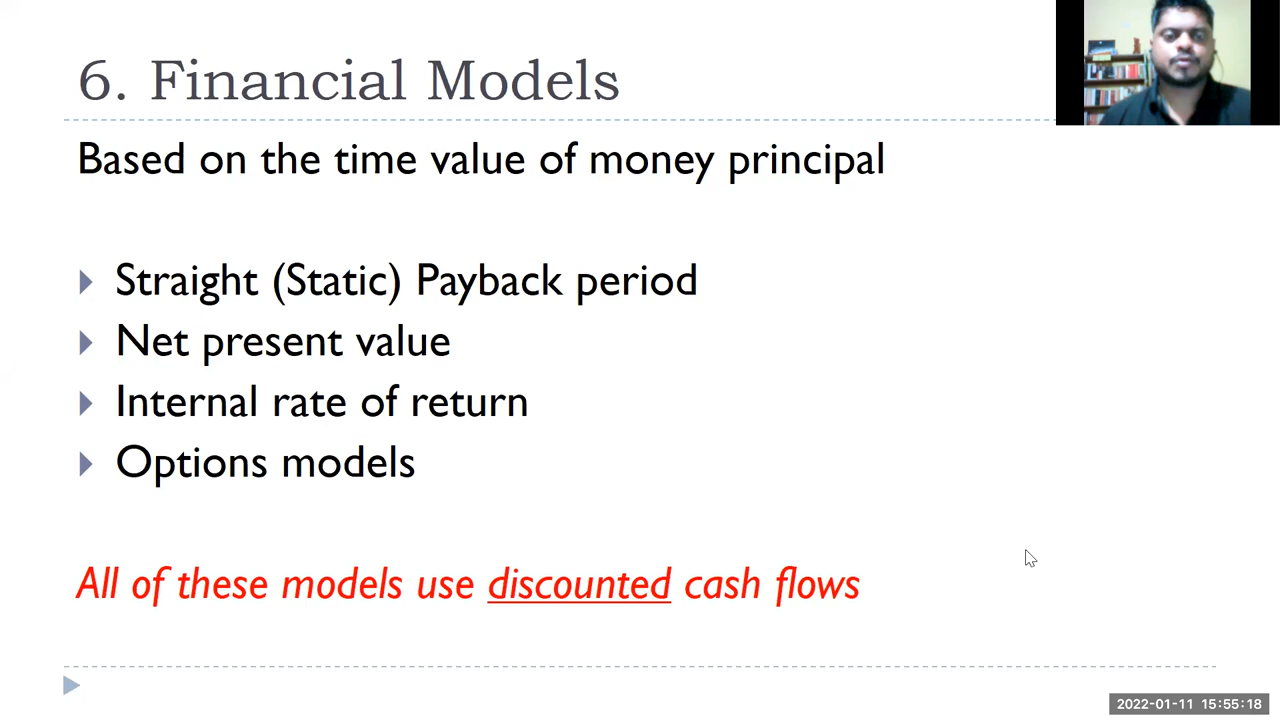 6. Financial Models
Based on the time value of money principal
Straight (Static) Payback period
Net present value
Internal rate of return
Options models
All of these models use discounted cash flows
2022-01-11 15:55:18